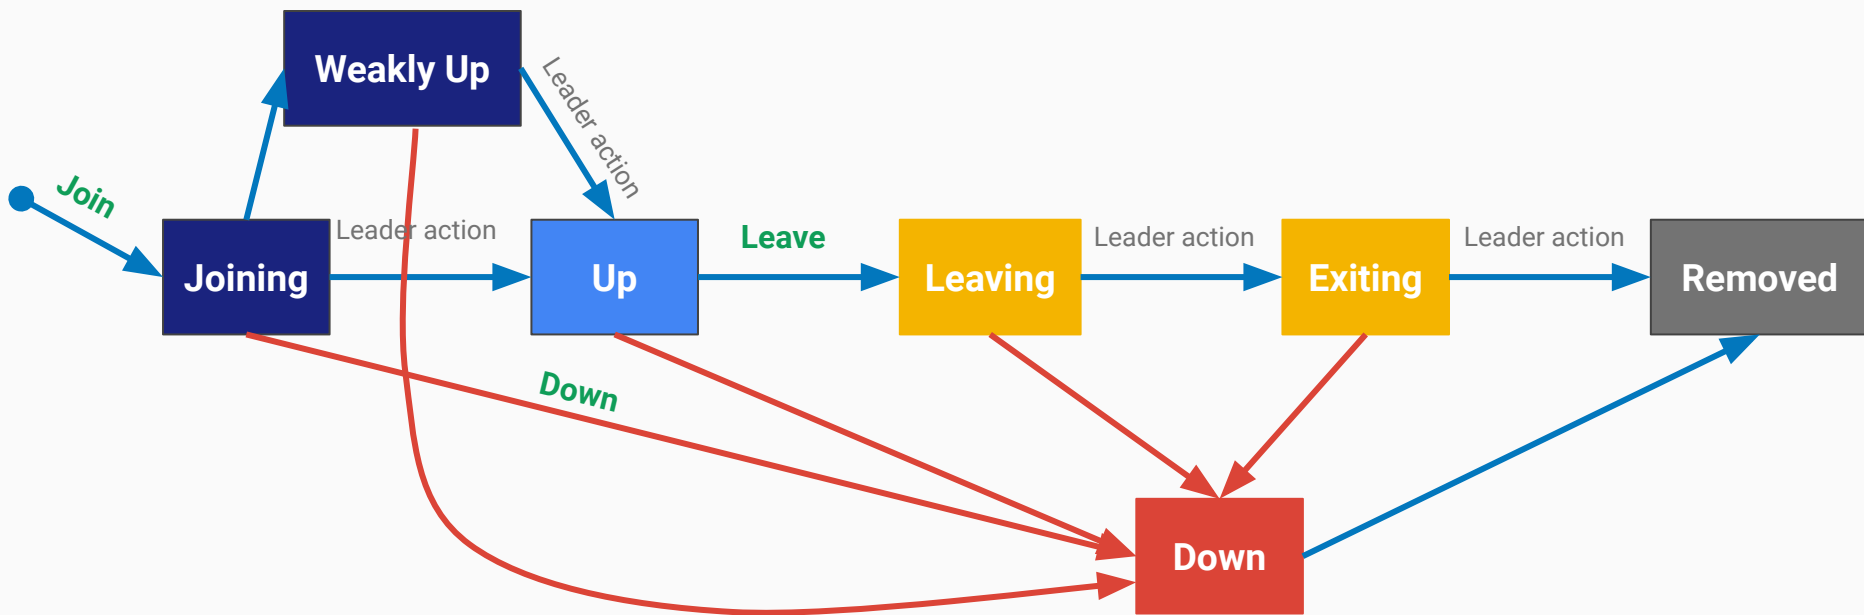 Weakly Up
Leader action
Join
Joining
Leader action
Up
Leave
Leaving
Leader action
Exiting
Leader action
Removed
Down
Down